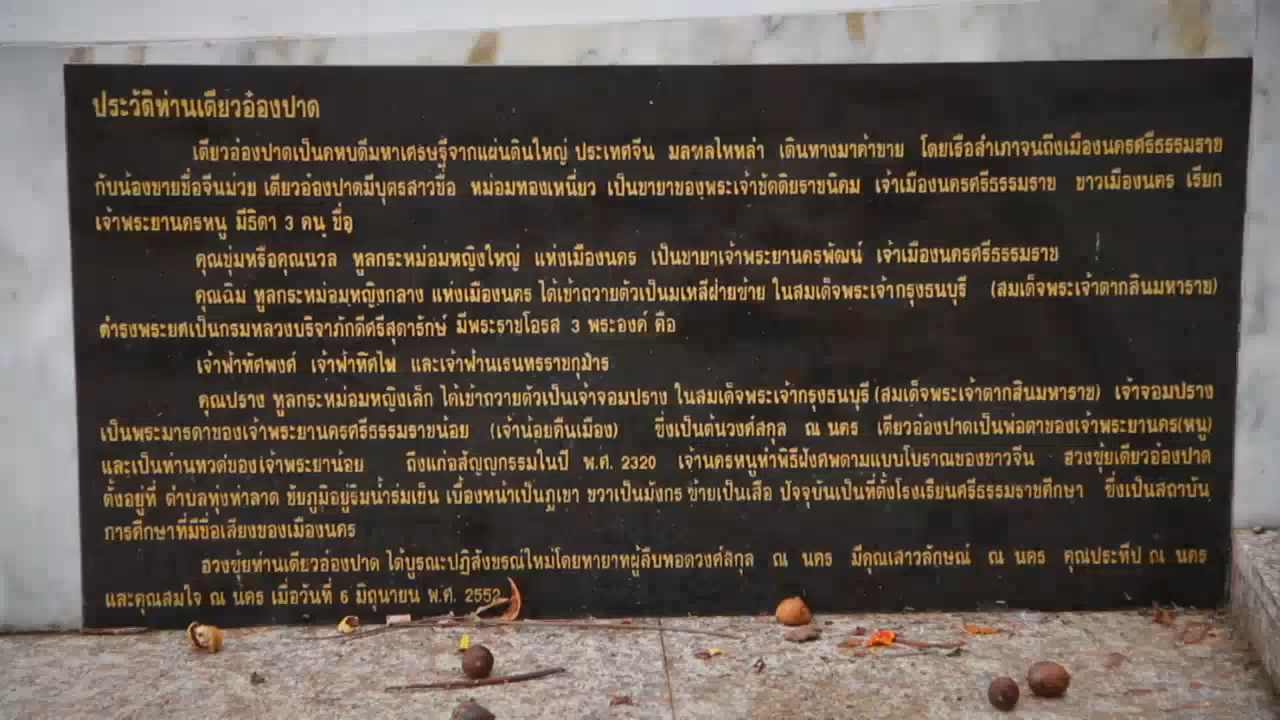 ประวัติท่านเตียวอ๋องปาด
เตียวอ๋องปาดเป็นคหบดีมหาเศรษฐีจากแผ่นดินใหญ่ ประเทศจีน มลฑลไหหลำ เดินทางมาค้าขาย โดยเรือสำเภาจนถึงเมืองนครศรีธรรมราช
กับน้องชายชื่อจีนม่วย เตียวอ๋องปาดมีบุตรสาวชื่อ หม่อมทองเหนี่ยว เป็นชายาของพระเจ้าขัตติยราชนิคม เจ้าเมืองนครศรีธรรมราช ชาวเมืองนคร เรียก
เจ้าพระยานครหนู มีธิดา 3 คน ชื่อ
คุณชุ่มหรือคุณนวล ทูลกระหม่อมหญิงใหญ่ แห่งเมืองนคร เป็นชายาเจ้าพระยานครพัฒน์ เจ้าเมืองนครศรีธรรมราช
คุณฉิม ทูลกระหม่อมหญิงกลาง แห่งเมืองนคร ได้เข้าถวายตัวเป็นมเหสีฝ่ายซ้าย ในสมเด็จพระเจ้ากรุงธนบุรี (สมเด็จพระเจ้าตากสินมหาราช)
ดำรงพระยศเป็นกรมหลวงบริจาภักดีศรีสุดารักษ์ มีพระราชโอรส 3 พระองค์ คือ
เจ้าฟ้าทัศพงศ์ เจ้าฟ้าทัศไพ และเจ้าฟ้านเรนทรราชกุมาร
คุณปราง ทูลกระหม่อมหญิงเล็ก ได้เข้าถวายตัวเป็นเจ้าจอมปราง ในสมเด็จพระเจ้ากรุงธนบุรี (สมเด็จพระเจ้าตากสินมหาราช) เจ้าจอมปราง
เป็นพระมารดาของเจ้าพระยานครศรีธรรมราชน้อย (เจ้าน้อยคืนเมือง) ซึ่งเป็นต้นวงศ์สกุล ณ นคร เตียวอ๋องปาดเป็นพ่อตาของเจ้าพระยานคร(หนู)
และเป็นท่านทวดของเจ้าพระยาน้อย ถึงแก่อสัญญกรรมในปี พ.ศ. 2320 เจ้านครหนูทำพิธีฝังศพตามแบบโบราณของชาวจีน ฮวงซุ้ยเตียวอ๋องปาด
ตั้งอยู่ที่ ตำบลทุ่งท่าลาด ชัยภูมิอยู่ริมน้ำร่มเย็น เบื้องหน้าเป็นภูเขา ขวาเป็นมังกร ซ้ายเป็นเสือ ปัจจุบันเป็นที่ตั้งโรงเรียนศรีธรรมราชศึกษา ซึ่งเป็นสถาบัน
การศึกษาที่มีชื่อเสียงของเมืองนคร
ฮวงซุ้ยท่านเตียวอ๋องปาด ได้บูรณะปฏิสังขรณ์ใหม่โดยทายาทผู้สืบทอดวงศ์สกุล ณ นคร มีคุณเสาวลักษณ์ ณ นคร คุณประทีป ณ นคร
และคุณสมใจ ณ นคร เมื่อวันที่ 6 มิถุนายน พ.ศ. 2552